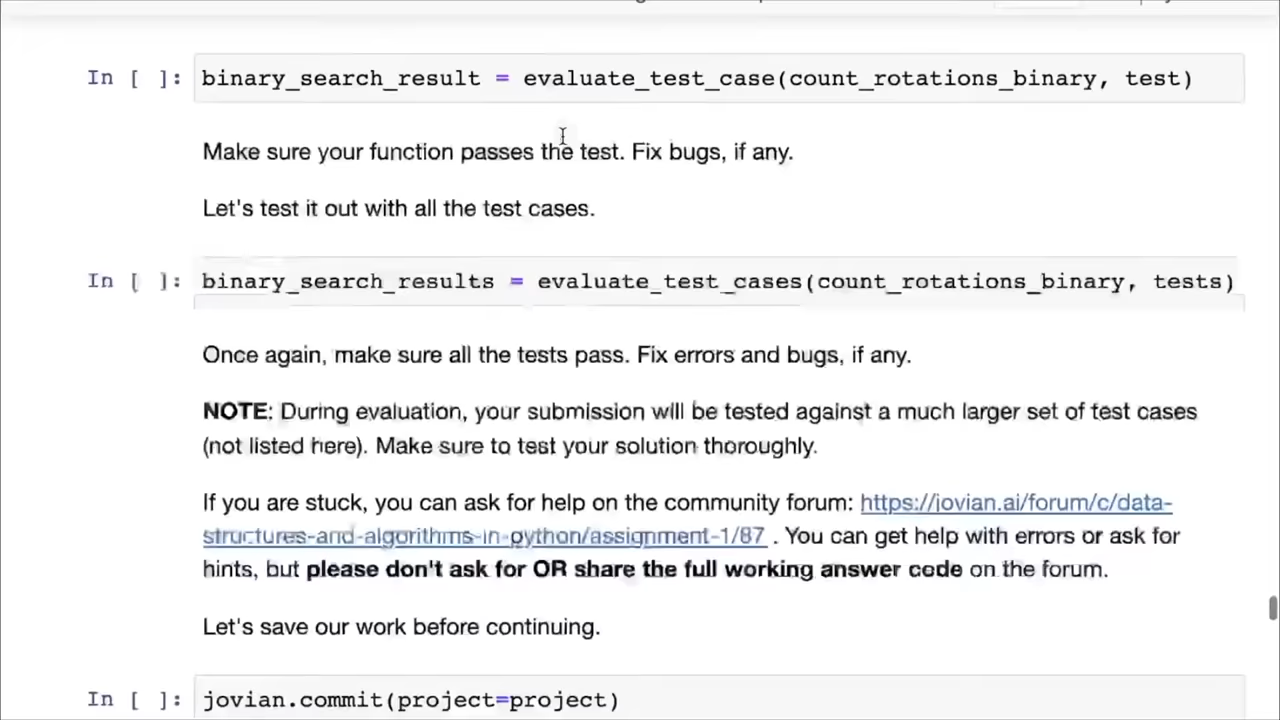 In [ ]: binary_search_result = evaluate_test_case(count_rotations_binary, test)
Make sure your function passes the test. Fix bugs, if any.
Let's test it out with all the test cases.
In [ ]: binary_search_results = evaluate_test_cases(count_rotations_binary, tests)
Once again, make sure all the tests pass. Fix errors and bugs, if any.
NOTE: During evaluation, your submission will be tested against a much larger set of test cases
(not listed here). Make sure to test your solution thoroughly.
If you are stuck, you can ask for help on the community forum: https://jovian.ai/forum/c/data-
structures-and-algorithms-in-python/assignment-1/87 . You can get help with errors or ask for
hints, but please don't ask for OR share the full working answer code on the forum.
Let's save our work before continuing.
In [ ]: jovian.commit(project=project)